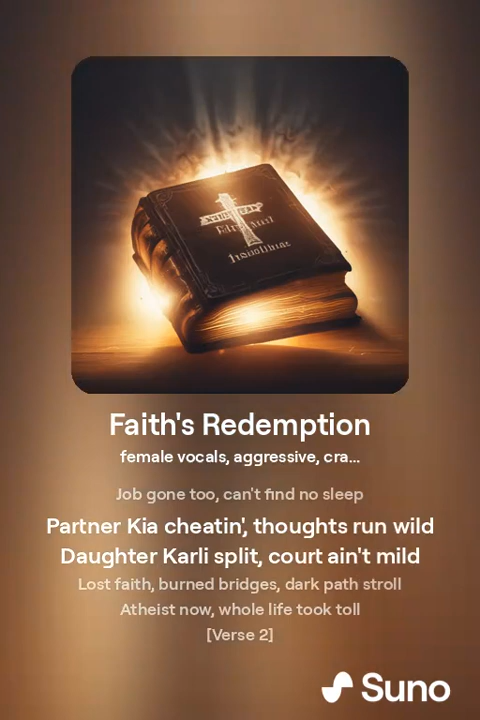 Faith's Redemption
female vocals, aggressive, cra...
Job gone too, can't find no sleep
Partner Kia cheatin', thoughts run wild
Daughter Karli split, court ain't mild
Lost faith, burned bridges, dark path stroll
Atheist now, whole life took toll
[Verse 2]
Suno